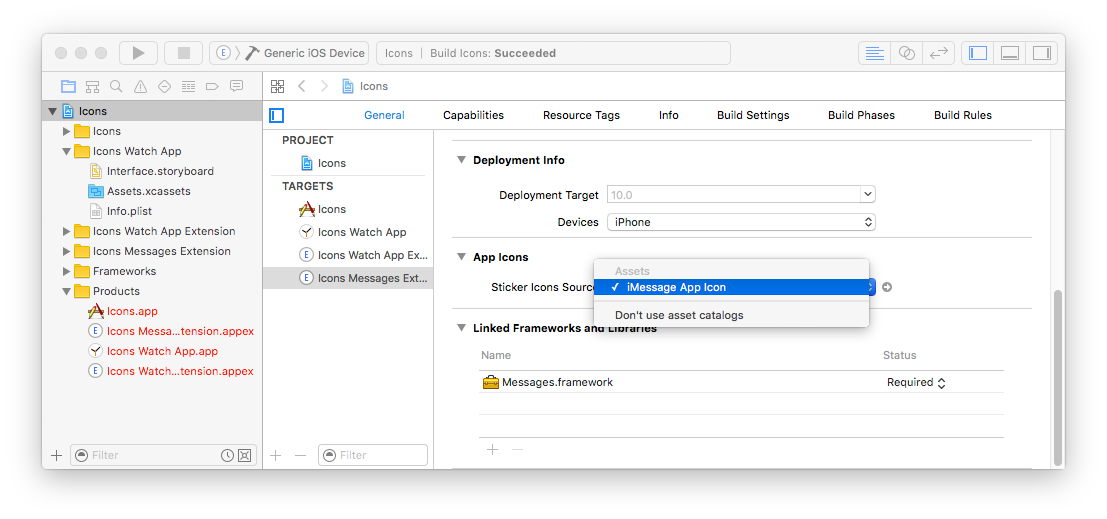 Generic iOS Device
Icons | Build Icons: Succeeded
Icons
Icons
Icons Watch App
Interface.storyboard
Assets.xcassets
Info.plist
Icons Watch App Extension
Icons Messages Extension
Frameworks
Products
Icons.app
Icons Messa...tension.appex
Icons Watch App.app
Icons Watch...tension.appex
Filter
Icons
General Capabilities Resource Tags Info Build Settings Build Phases Build Rules
PROJECT
Icons
TARGETS
Icons
Icons Watch App
Icons Watch App Ex...
Icons Messages Ext...
Filter
Deployment Info
Deployment Target 10.0
Devices iPhone
App Icons
Sticker Icons Source
Assets
✓ iMessage App Icon
Don't use asset catalogs
Linked Frameworks and Libraries
Name Status
Messages.framework Required